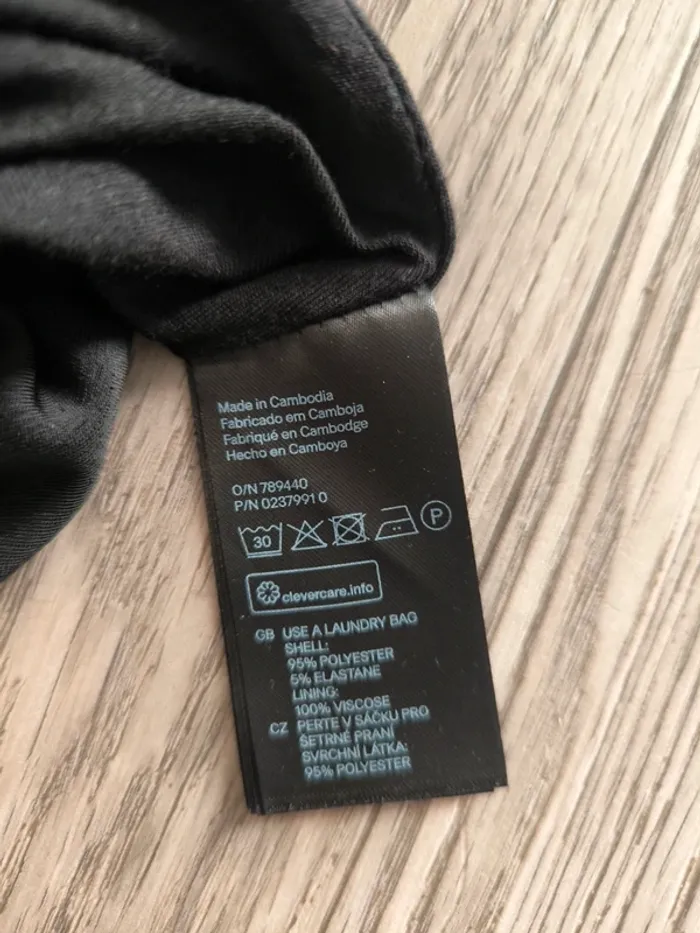 Made in Cambodia
Fabricado em Camboja
Fabriqué en Cambodge
Hecho en Camboya
O/N 789440
P/N 0237991 0
30
P
clevercare.info
GB USE A LAUNDRY BAG
SHELL:
95% POLYESTER
5% ELASTANE
LINING:
100% VISCOSE
CZ PERTE V SÁČKU PRO
ŠETRNÉ PRANÍ
SVRCHNÍ LÁTKA:
95% POLYESTER